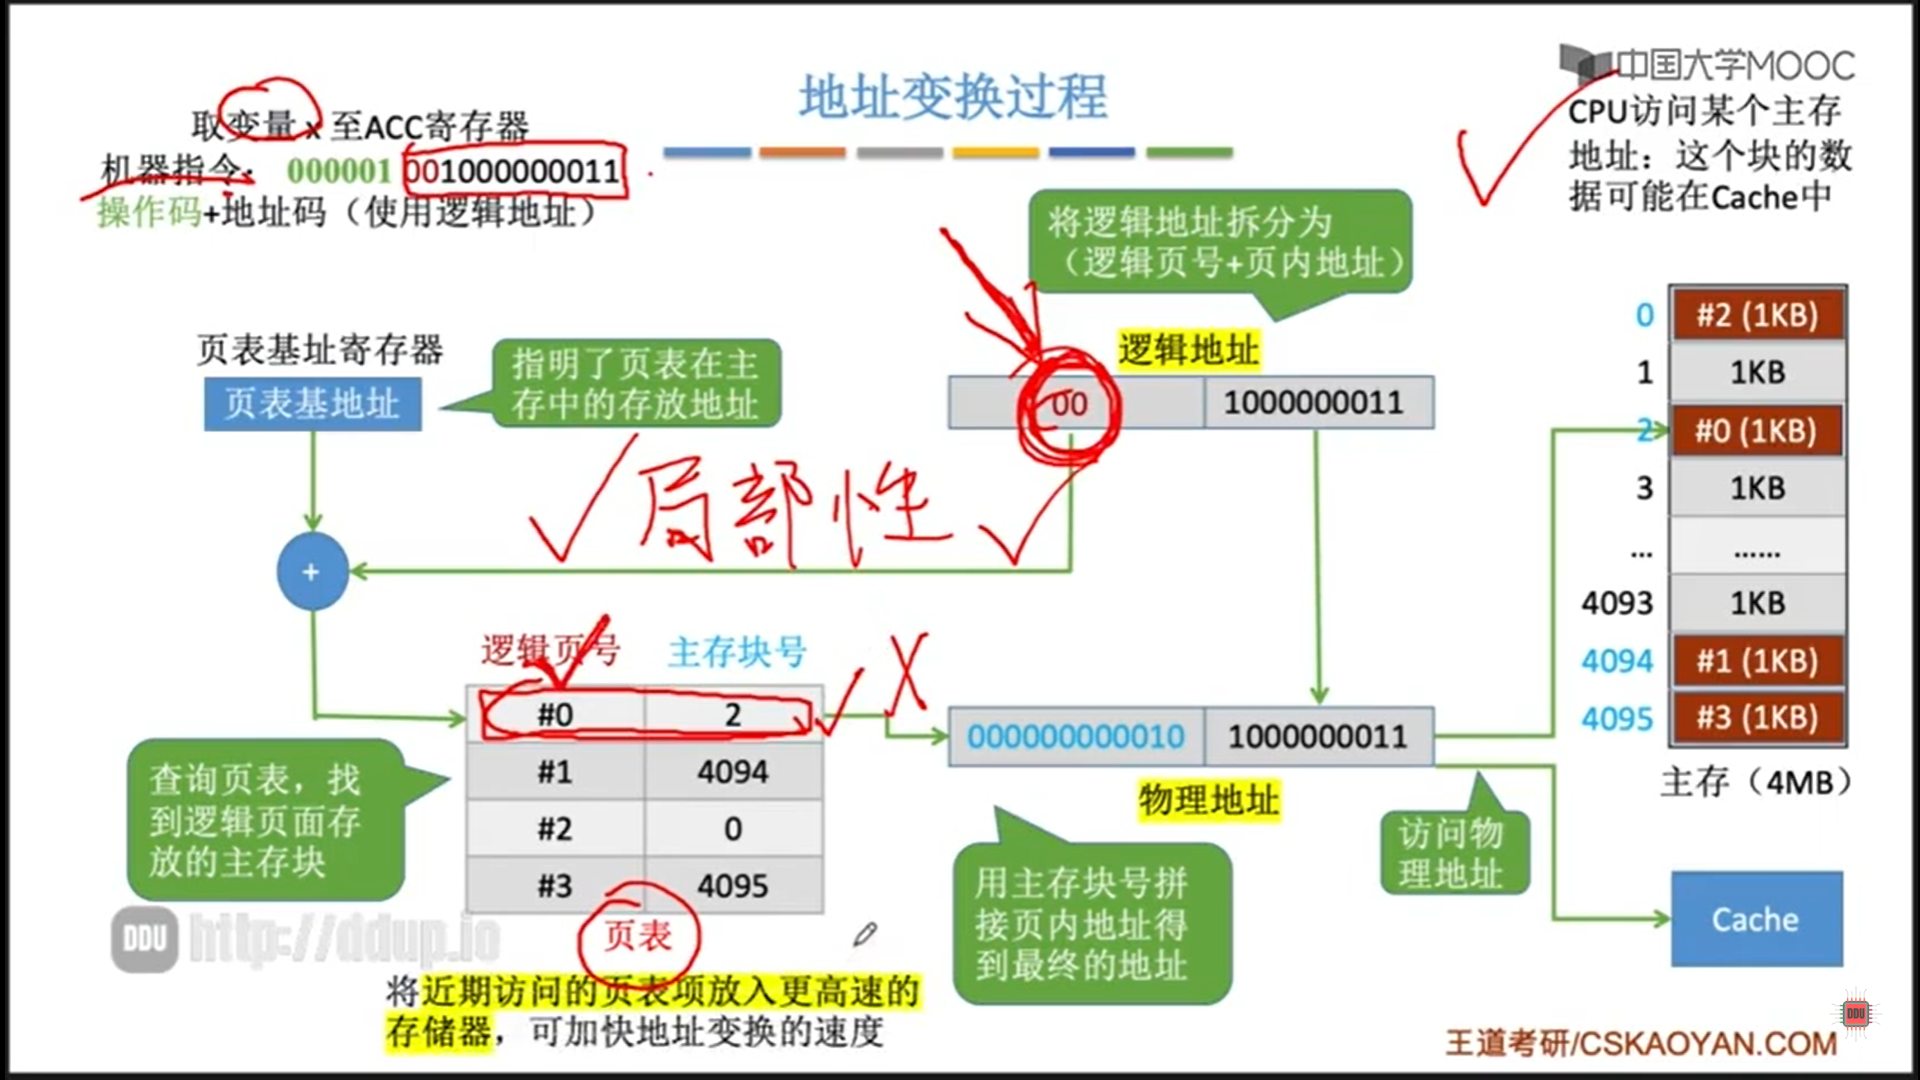 地址变换过程
中国大学MOOC
取变量 x 至ACC寄存器
机器指令：000001 001000000011
操作码+地址码（使用逻辑地址）
CPU访问某个主存
地址：这个块的数
据可能在Cache中
将逻辑地址拆分为
（逻辑页号+页内地址）
页表基址寄存器
页表基地址
指明了页表在主
存中的存放地址
逻辑地址
00 1000000011
局部性
+
逻辑页号 主存块号
#0 2
#1 4094
#2 0
#3 4095
页表
查询页表，找
到逻辑页面存
放的主存块
000000000010 1000000011
物理地址
用主存块号拼
接页内地址得
到最终的地址
访问物
理地址
0 #2 (1KB)
1 1KB
2 #0 (1KB)
3 1KB
... ......
4093 1KB
4094 #1 (1KB)
4095 #3 (1KB)
主存（4MB）
Cache
DDU http://ddup.io
将近期访问的页表项放入更高速的
存储器，可加快地址变换的速度
DDU
王道考研/CSKAOYAN.COM